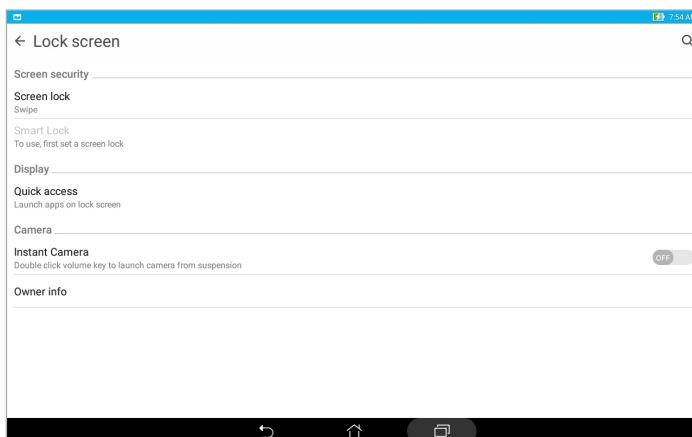 7:54 AM
Lock screen
Screen security
Screen lock
Swipe
Smart Lock
To use, first set a screen lock
Display
Quick access
Launch apps on lock screen
Camera
Instant Camera
Double click volume key to launch camera from suspension
OFF
Owner info